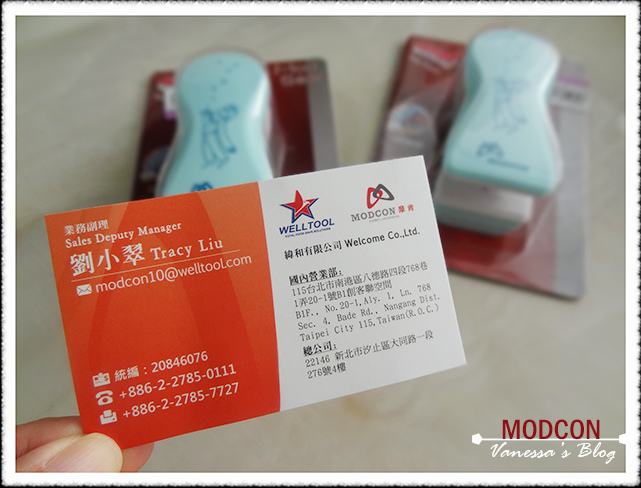 業務副理
Sales Deputy Manager
劉小翠 Tracy Liu
modcon10@welltool.com
統編：20846076
+886-2-2785-0111
+886-2-2785-7727
WELLTOOL
MODCON 摩肯
緯和有限公司 Welcome Co.,Ltd.
國內營業部:
115台北市南港區八德路四段768巷
1弄20-1號B1創客聯空間
B1F., No.20-1,Aly. 1, Ln. 768
Sec. 4, Bade Rd., Nangang Dist.
Taipei City 115,Taiwan(R.O.C.)
總公司:
22146 新北市汐止區大同路一段
276號4樓
MODCON
Vanessa's Blog